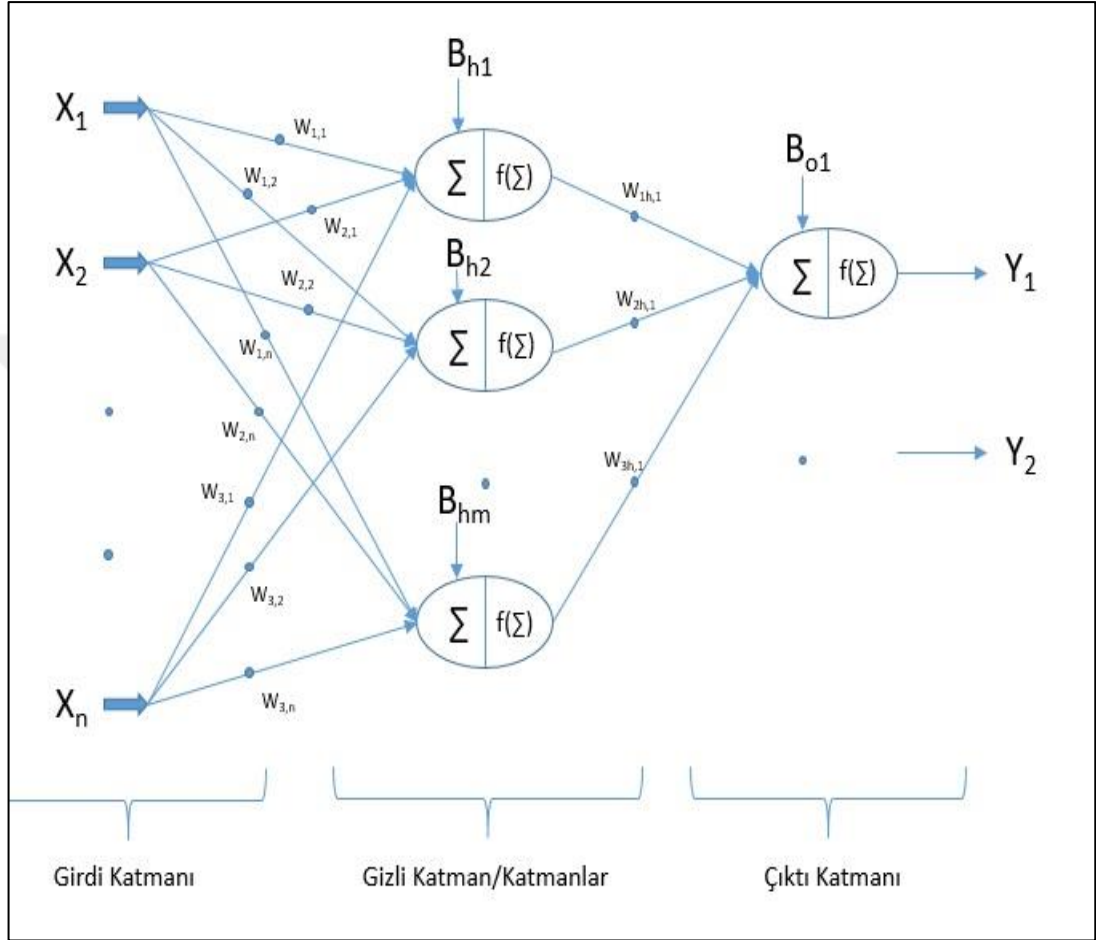 B_h1
X_1
W_1,1
B_o1
∑ f(∑)
W_1,2
W_1h,1
W_2,1
X_2
B_h2
∑ f(∑)
Y_1
W_2,2
W_2h,1
W_1,n
∑ f(∑)
W_2,n
Y_2
W_3h,1
W_3,1
B_hm
W_3,2
∑ f(∑)
X_n
W_3,n
Girdi Katmanı
Gizli Katman/Katmanlar
Çıktı Katmanı